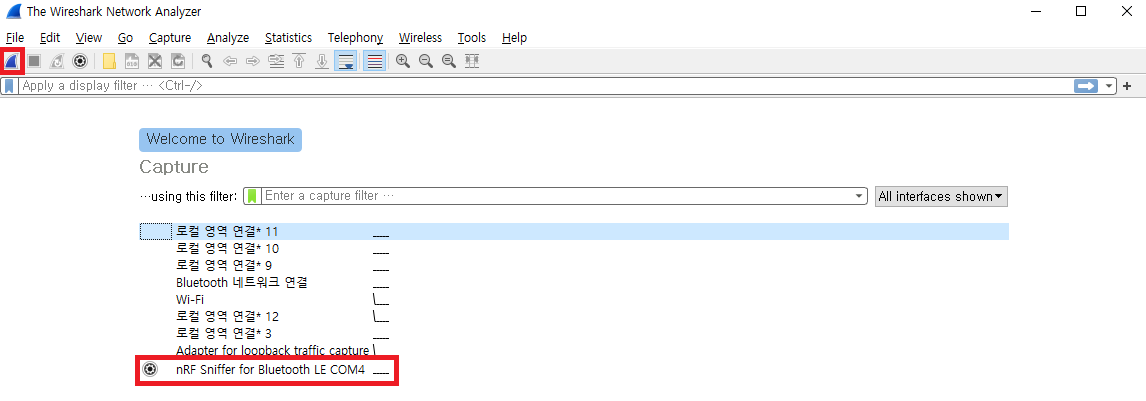 The Wireshark Network Analyzer
File Edit View Go Capture Analyze Statistics Telephony Wireless Tools Help
Apply a display filter … <Ctrl-/>
Welcome to Wireshark
Capture
…using this filter: Enter a capture filter … All interfaces shown
로컬 영역 연결* 11
로컬 영역 연결* 10
로컬 영역 연결* 9
Bluetooth 네트워크 연결
Wi-Fi
로컬 영역 연결* 12
로컬 영역 연결* 3
Adapter for loopback traffic capture
nRF Sniffer for Bluetooth LE COM4